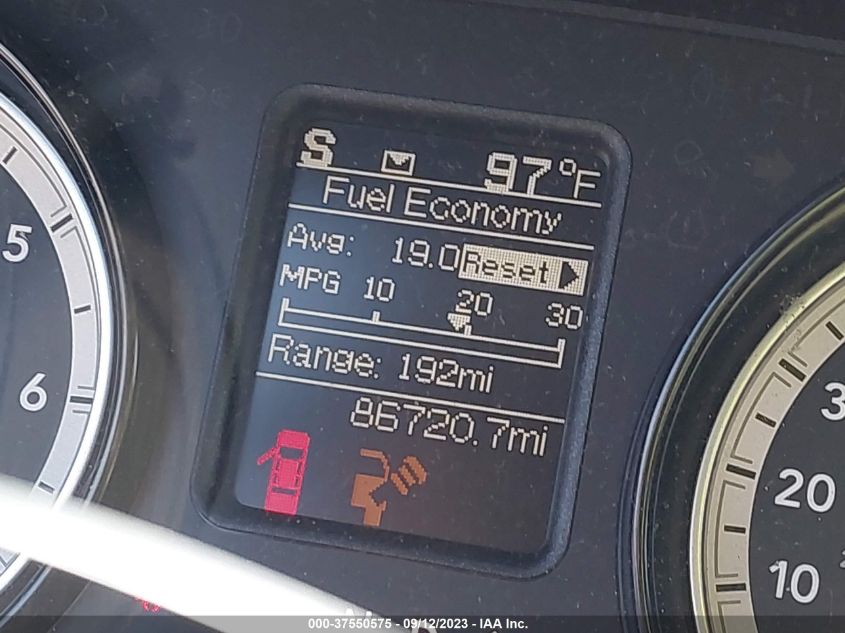 S 97°F
Fuel Economy
Avg: 19.0 Reset
MPG 10 20 30
Range: 192mi
86720.7mi
5
6
20
10
000-37550575 - 09/12/2023 - IAA Inc.